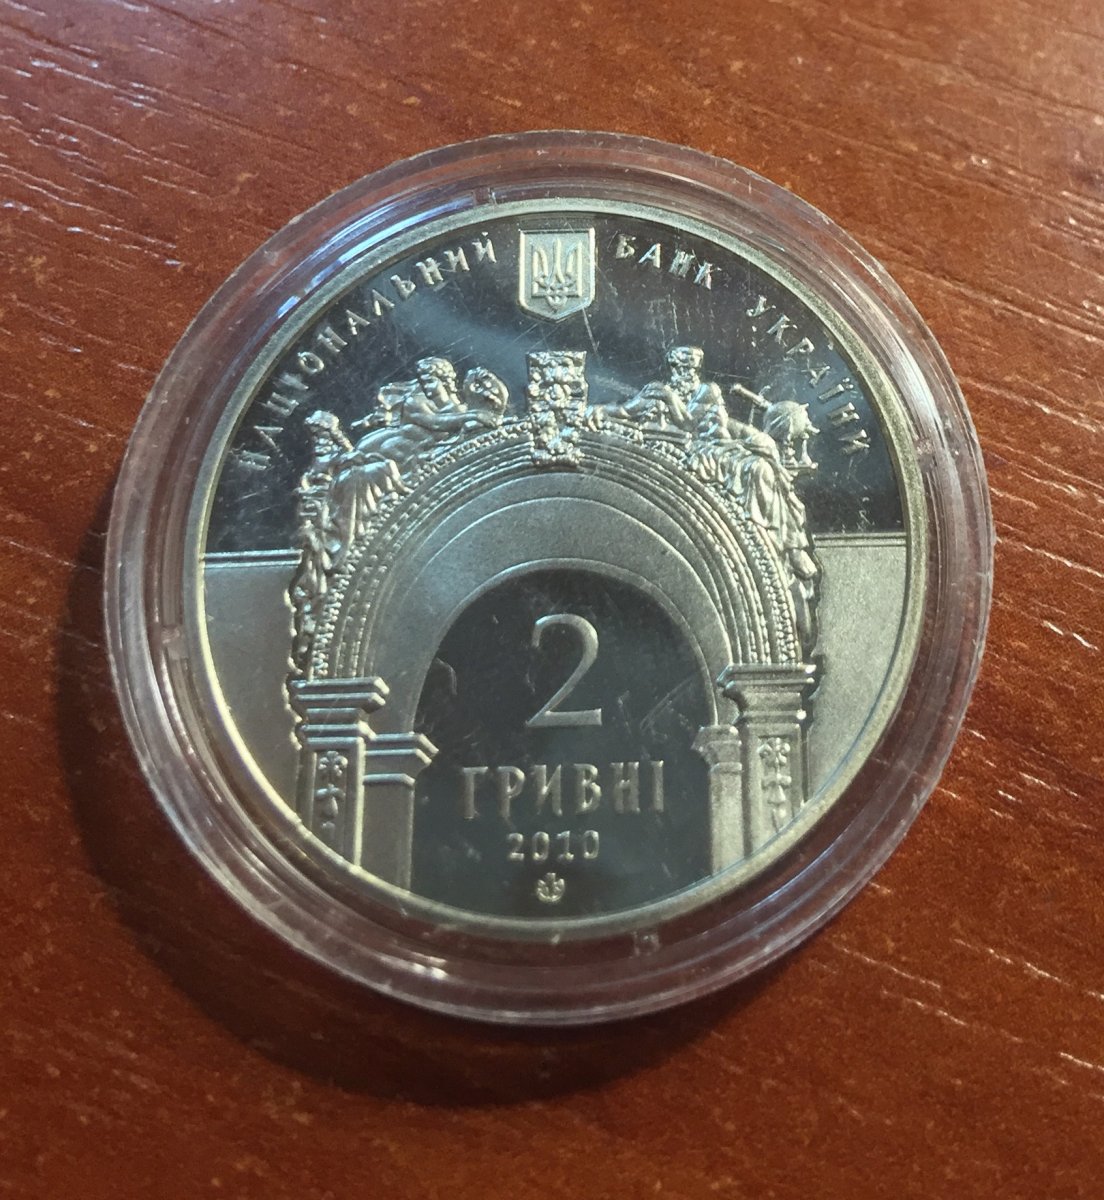 НАЦІОНАЛЬНИЙ БАНК УКРАЇНИ
2
ГРИВНІ
2010